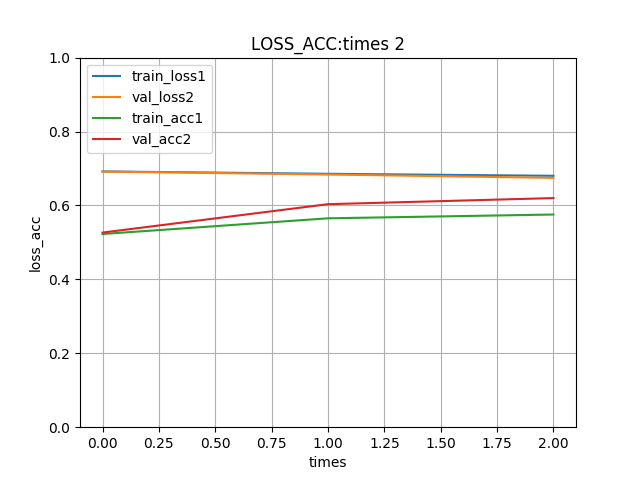 LOSS_ACC:times 2
train_loss1
val_loss2
train_acc1
val_acc2
1.0
0.8
0.6
0.4
0.2
0.0
loss_acc
0.00 0.25 0.50 0.75 1.00 1.25 1.50 1.75 2.00
times